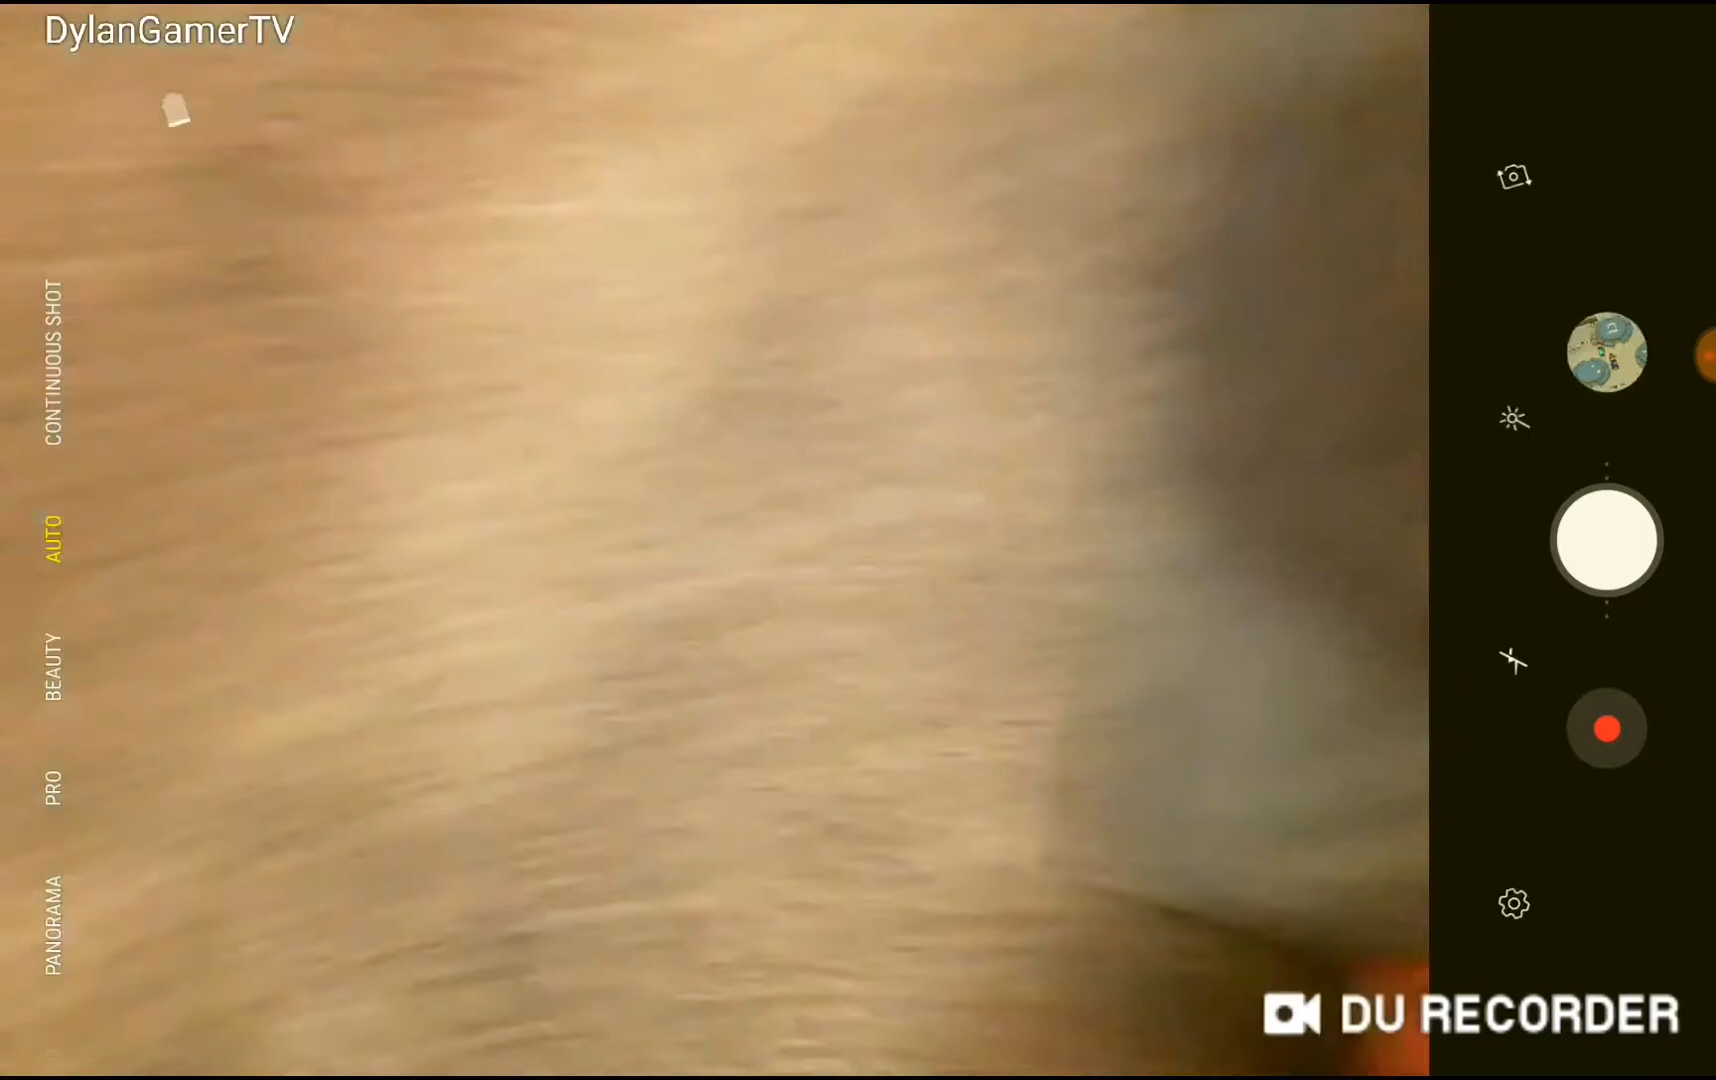 DylanGamerTV
CONTINUOUS SHOT
AUTO
BEAUTY
PRO
PANORAMA
DU RECORDER